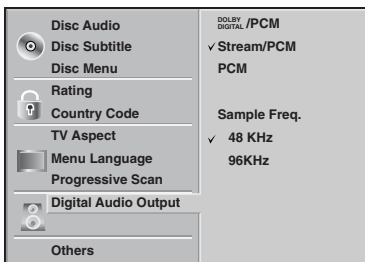 Disc Audio
Disc Subtitle
Disc Menu
Rating
Country Code
TV Aspect
Menu Language
Progressive Scan
Digital Audio Output
Others
DOLBY DIGITAL /PCM
✓ Stream/PCM
PCM
Sample Freq.
✓ 48 KHz
96KHz